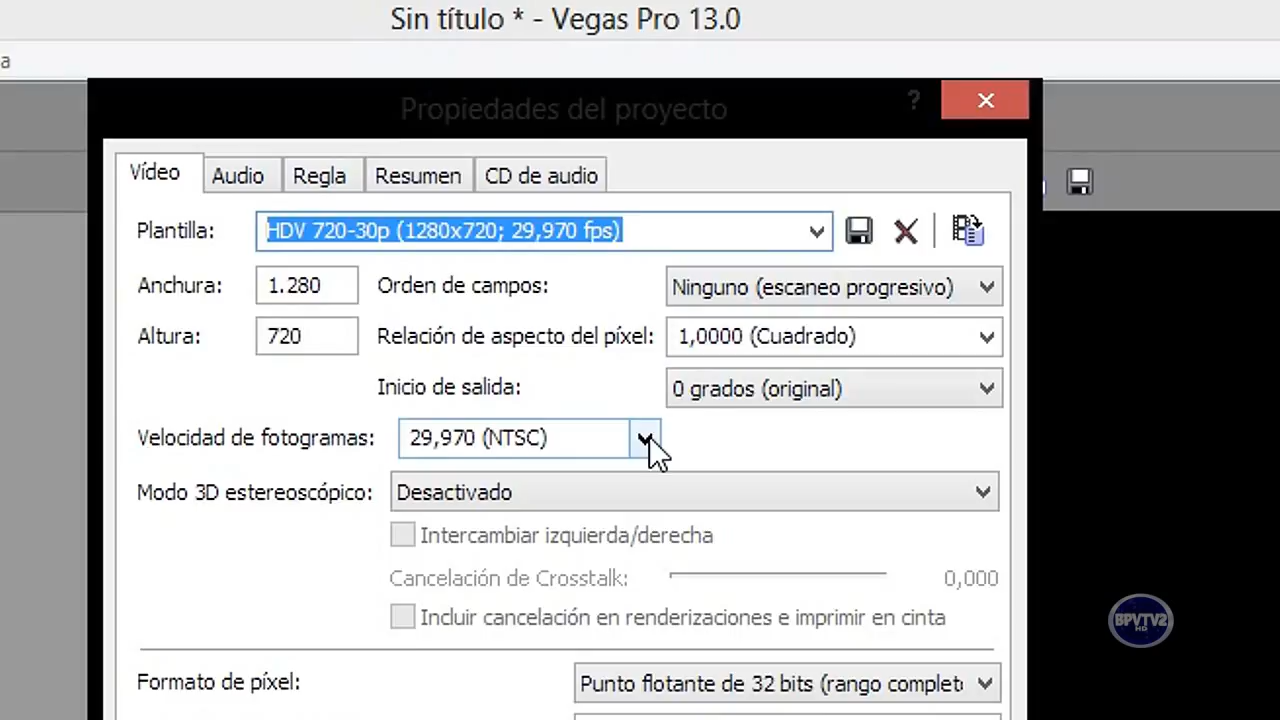 Sin título * - Vegas Pro 13.0
a
Propiedades del proyecto ?
Vídeo Audio Regla Resumen CD de audio
Plantilla: HDV 720-30p (1280x720; 29,970 fps)
Anchura: 1.280 Orden de campos: Ninguno (escaneo progresivo)
Altura: 720 Relación de aspecto del píxel: 1,0000 (Cuadrado)
Inicio de salida: 0 grados (original)
Velocidad de fotogramas: 29,970 (NTSC)
Modo 3D estereoscópico: Desactivado
Intercambiar izquierda/derecha
Cancelación de Crosstalk: 0,000
Incluir cancelación en renderizaciones e imprimir en cinta
BPVTV2
HD
Formato de píxel: Punto flotante de 32 bits (rango complet